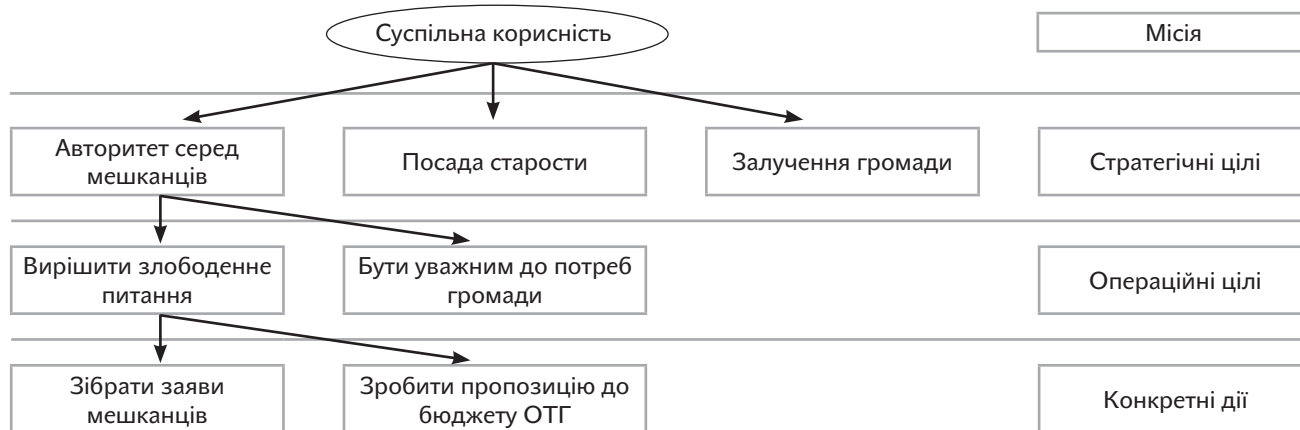 Суспільна корисність
Місія
Авторитет серед
мешканців
Посада старости
Залучення громади
Стратегічні цілі
Вирішити злободенне
питання
Бути уважним до потреб
громади
Операційні цілі
Зібрати заяви
мешканців
Зробити пропозицію до
бюджету ОТГ
Конкретні дії